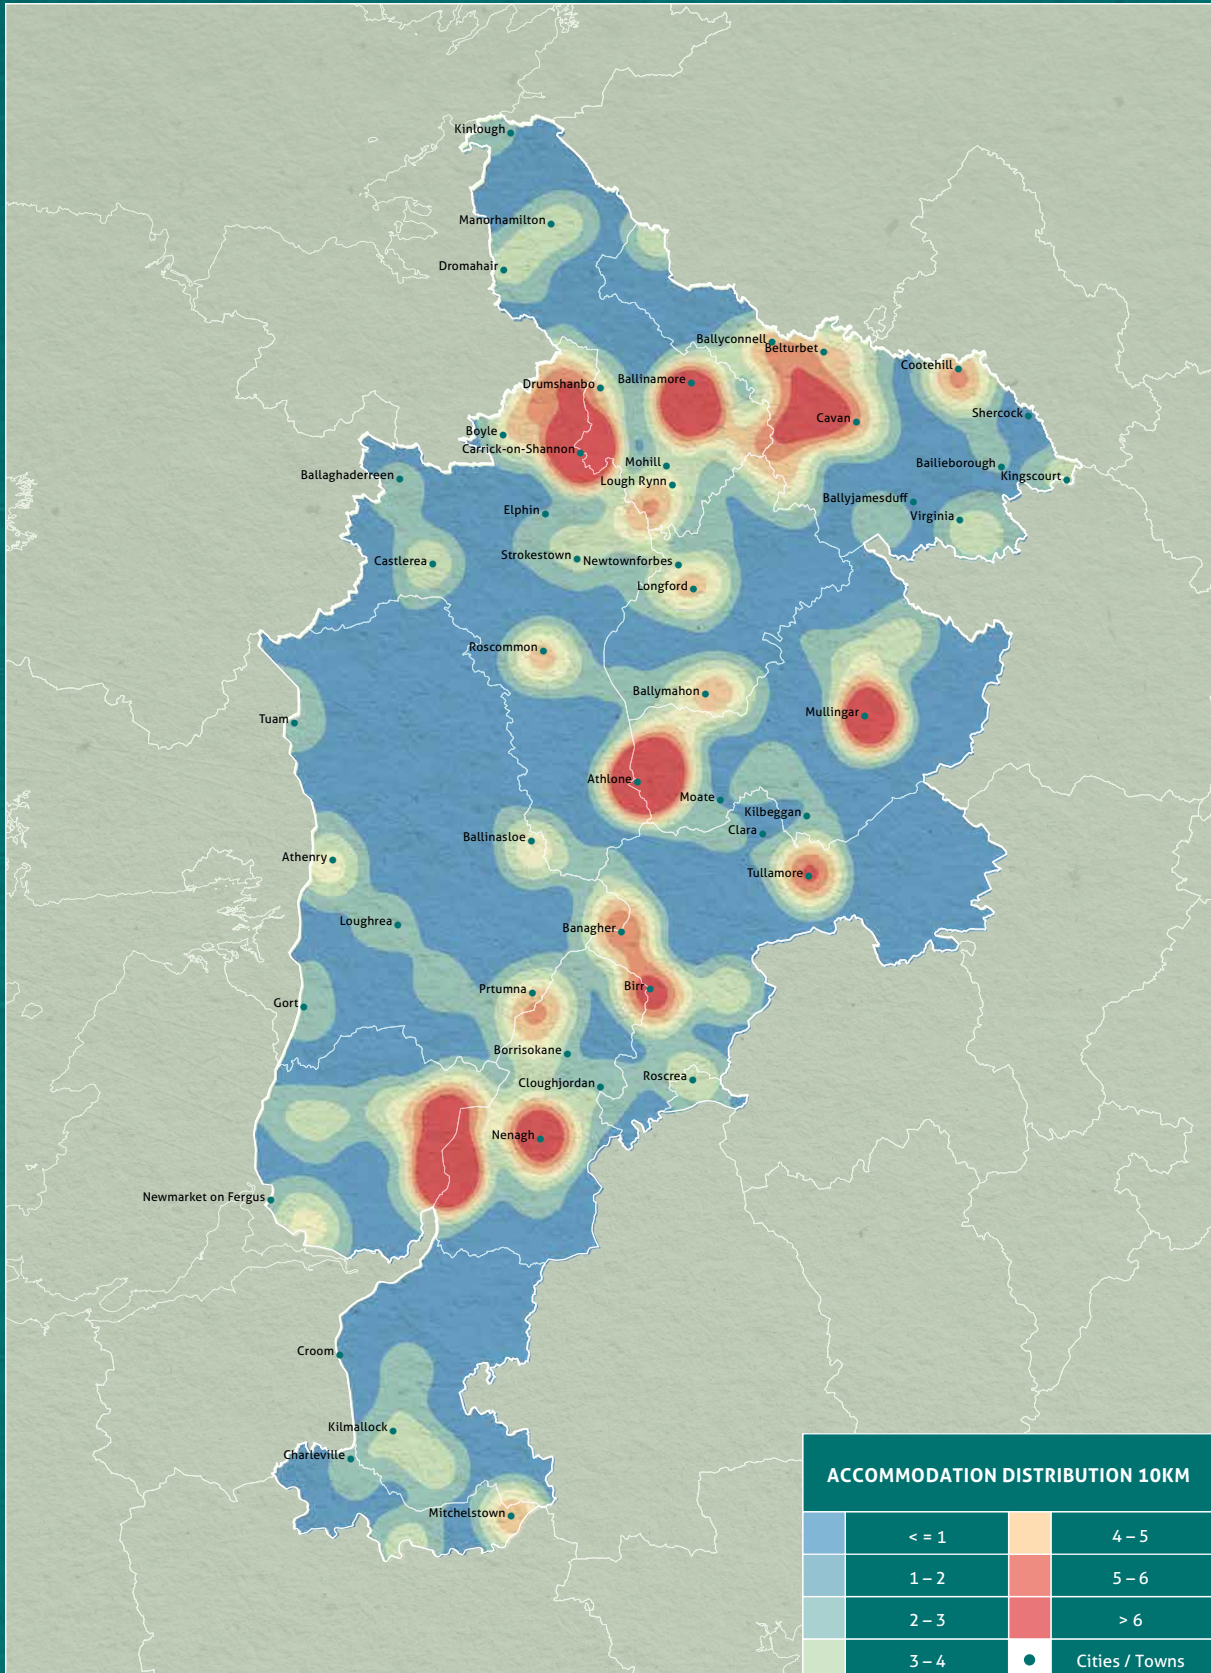 Kinlough
Manorhamilton
Dromahair
Ballyconnell
Belturbet
Cootehill
Drumshanbo
Ballinamore
Shercock
Cavan
Boyle
Carrick-on-Shannon
Mohill
Bailieborough
Kingscourt
Ballaghaderreen
Lough Rynn
Ballyjamesduff
Elphin
Virginia
Strokestown
Newtownforbes
Castlerea
Longford
Roscommon
Ballymahon
Mullingar
Tuam
Athlone
Moate
Kilbeggan
Clara
Ballinasloe
Athenry
Tullamore
Loughrea
Banagher
Prtumna
Birr
Gort
Borrisokane
Cloughjordan
Roscrea
Nenagh
Newmarket on Fergus
Croom
Kilmallock
Charleville
Mitchelstown
ACCOMMODATION DISTRIBUTION 10KM
< = 1 4 – 5
1 – 2 5 – 6
2 – 3 > 6
3 – 4 Cities / Towns